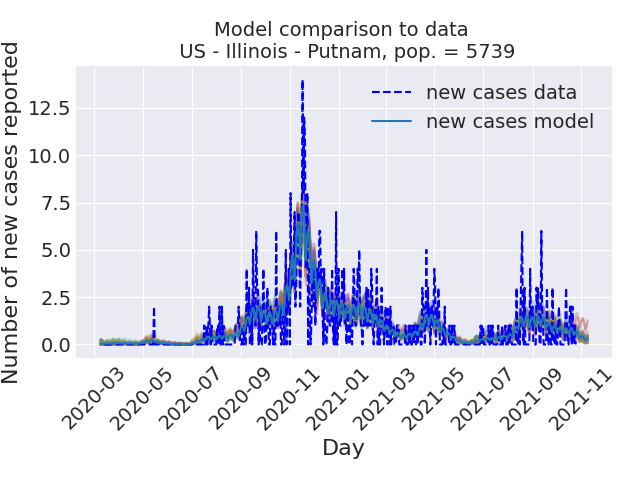 Model comparison to data
US - Illinois - Putnam, pop. = 5739
new cases data
new cases model
Number of new cases reported
12.5
10.0
7.5
5.0
2.5
0.0
2020-03
2020-05
2020-07
2020-09
2020-11
2021-01
2021-03
2021-05
2021-07
2021-09
2021-11
Day